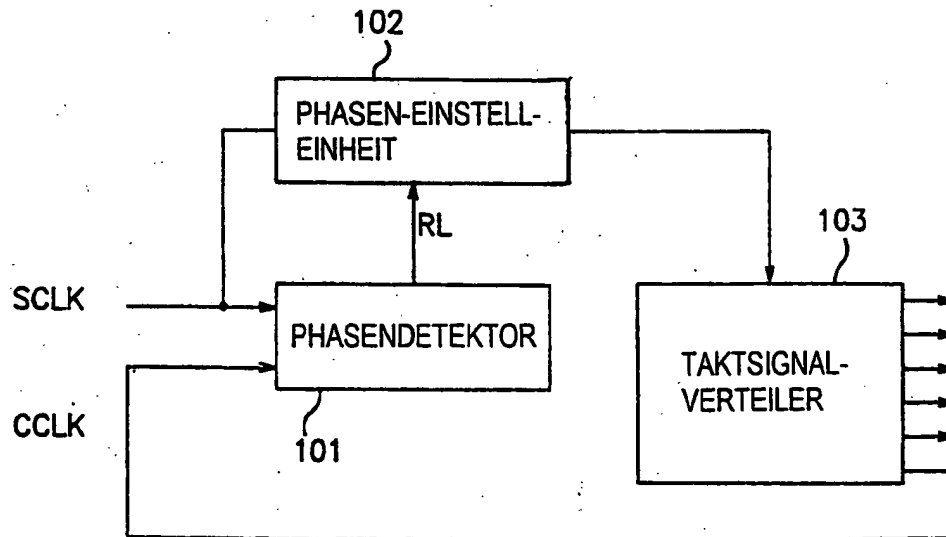 102
PHASEN-EINSTELL-
EINHEIT
RL
103
SCLK
PHASENDETEKTOR
TAKTSIGNAL-
VERTEILER
CCLK
101